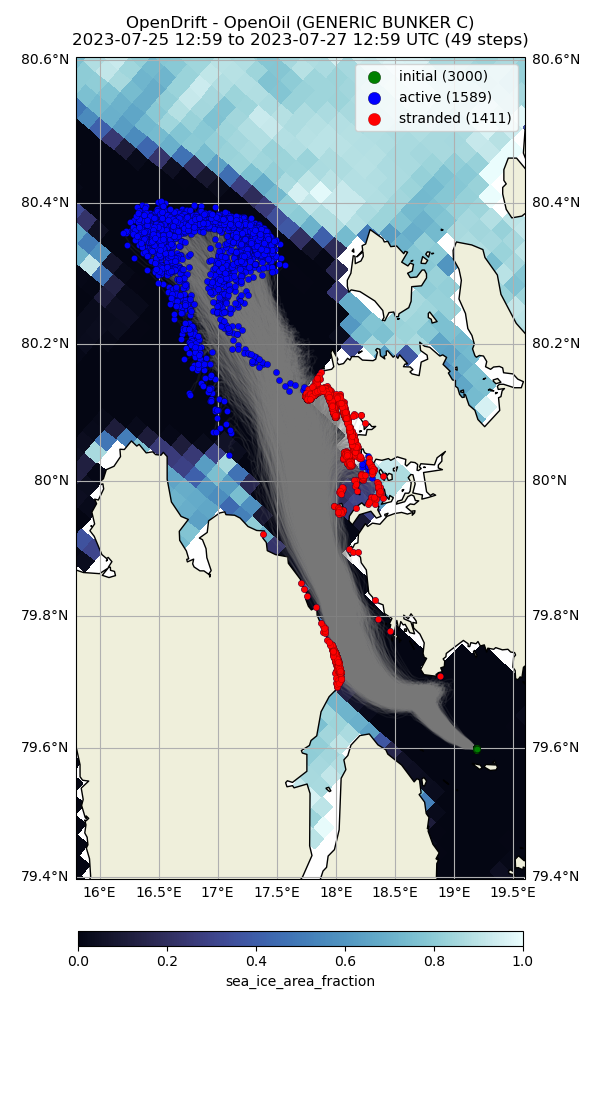 OpenDrift - OpenOil (GENERIC BUNKER C)
2023-07-25 12:59 to 2023-07-27 12:59 UTC (49 steps)
80.6°N 80.6°N
initial (3000)
active (1589)
stranded (1411)
80.4°N 80.4°N
80.2°N 80.2°N
80°N 80°N
79.8°N 79.8°N
79.6°N 79.6°N
79.4°N 79.4°N
16°E 16.5°E 17°E 17.5°E 18°E 18.5°E 19°E 19.5°E
0.0 0.2 0.4 0.6 0.8 1.0
sea_ice_area_fraction